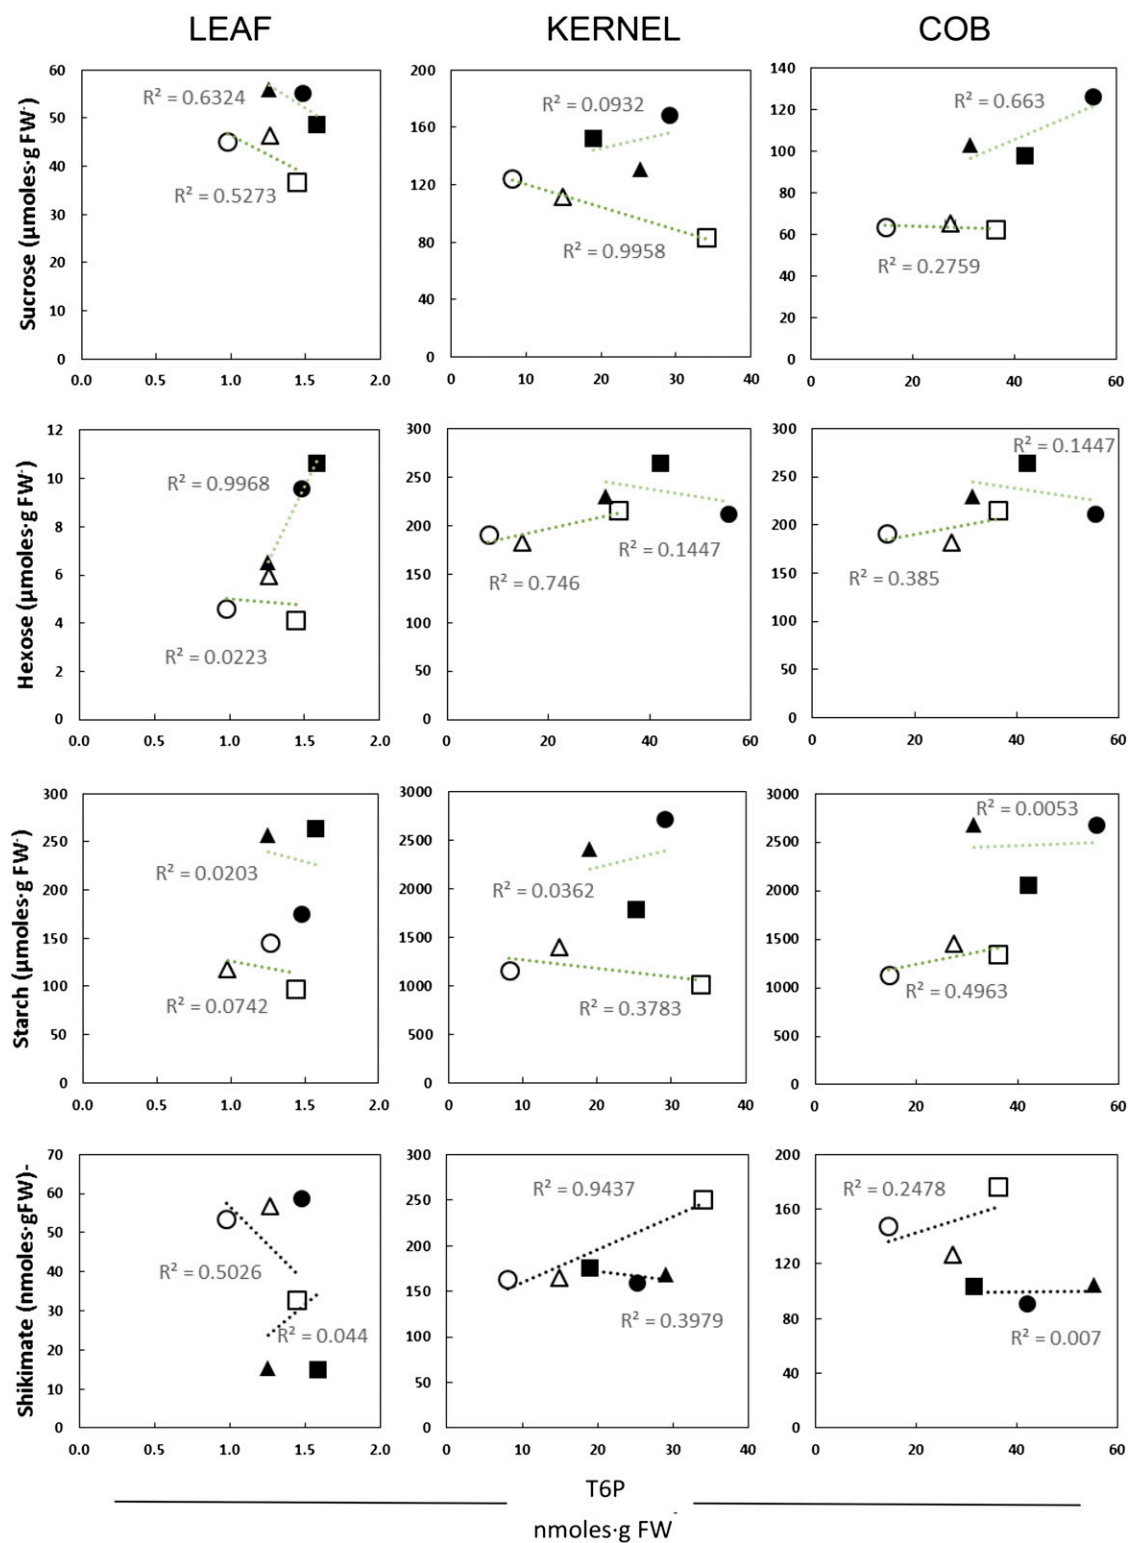 LEAF KERNEL COB
Sucrose (µmoles·g FW⁻)
60
50
40
30
20
10
0
R² = 0.6324
R² = 0.5273
0.0 0.5 1.0 1.5 2.0
200
160
120
80
40
0
R² = 0.0932
R² = 0.9958
0 10 20 30 40
140
120
100
80
60
40
20
0
R² = 0.663
R² = 0.2759
0 20 40 60
Hexose (µmoles·g FW⁻)
12
10
8
6
4
2
0
R² = 0.9968
R² = 0.0223
0.0 0.5 1.0 1.5 2.0
300
250
200
150
100
50
0
R² = 0.1447
R² = 0.746
0 20 40 60
300
250
200
150
100
50
0
R² = 0.1447
R² = 0.385
0 20 40 60
Starch (µmoles·g FW⁻)
300
250
200
150
100
50
0
R² = 0.0203
R² = 0.0742
0.0 0.5 1.0 1.5 2.0
3000
2500
2000
1500
1000
500
0
R² = 0.0362
R² = 0.3783
0 10 20 30 40
3000
2500
2000
1500
1000
500
0
R² = 0.0053
R² = 0.4963
0 20 40 60
Shikimate (nmoles·gFW)-
70
60
50
40
30
20
10
0
R² = 0.5026
R² = 0.044
0.0 0.5 1.0 1.5 2.0
300
250
200
150
100
50
0
R² = 0.9437
R² = 0.3979
0 10 20 30 40
200
160
120
80
40
0
R² = 0.2478
R² = 0.007
0 20 40 60
T6P
nmoles·g FW⁻